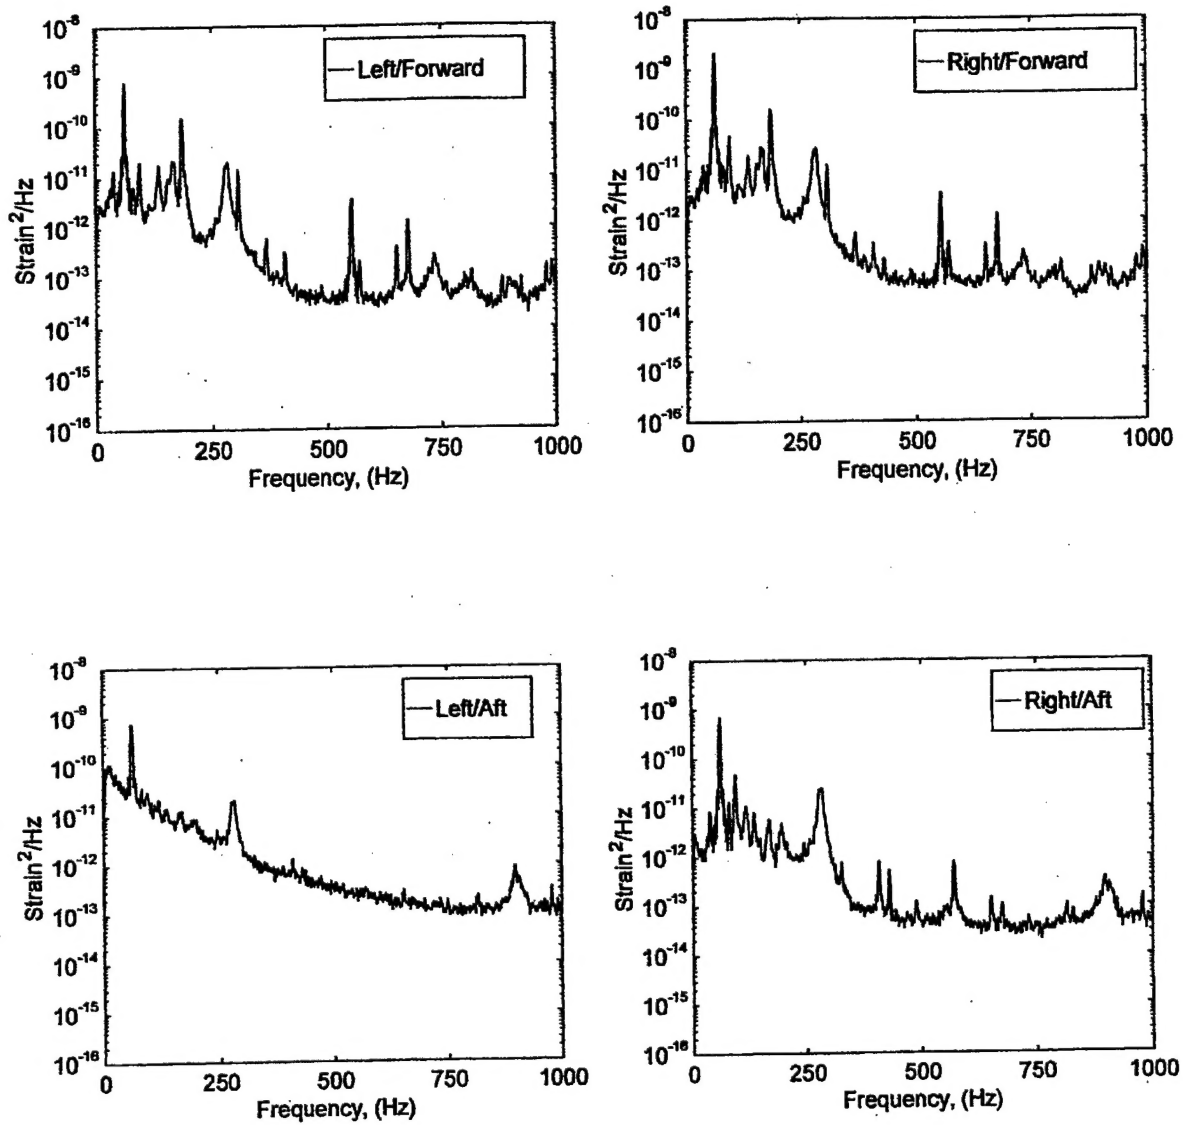 Left/Forward
Strain²/Hz
10⁻⁸
10⁻⁹
10⁻¹⁰
10⁻¹¹
10⁻¹²
10⁻¹³
10⁻¹⁴
10⁻¹⁵
10⁻¹⁶
0 250 500 750 1000
Frequency, (Hz)
Right/Forward
Strain²/Hz
10⁻⁸
10⁻⁹
10⁻¹⁰
10⁻¹¹
10⁻¹²
10⁻¹³
10⁻¹⁴
10⁻¹⁵
10⁻¹⁶
0 250 500 750 1000
Frequency, (Hz)
Left/Aft
Strain²/Hz
10⁻⁸
10⁻⁹
10⁻¹⁰
10⁻¹¹
10⁻¹²
10⁻¹³
10⁻¹⁴
10⁻¹⁵
10⁻¹⁶
0 250 500 750 1000
Frequency, (Hz)
Right/Aft
Strain²/Hz
10⁻⁸
10⁻⁹
10⁻¹⁰
10⁻¹¹
10⁻¹²
10⁻¹³
10⁻¹⁴
10⁻¹⁵
10⁻¹⁶
0 250 500 750 1000
Frequency, (Hz)